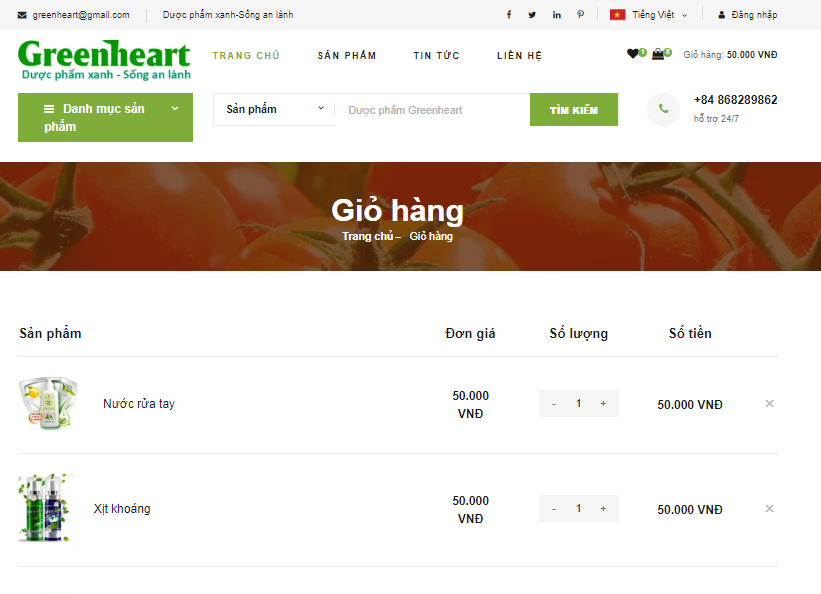 greenheart@gmail.com
Dược phẩm xanh-Sống an lành
Tiếng Việt
Đăng nhập
Greenheart
Dược phẩm xanh - Sống an lành
TRANG CHỦ
SẢN PHẨM
TIN TỨC
LIÊN HỆ
Giỏ hàng: 50.000 VNĐ
Danh mục sản
phẩm
Sản phẩm
Dược phẩm Greenheart
TÌM KIẾM
+84 868289862
hỗ trợ 24/7
Giỏ hàng
Trang chủ – Giỏ hàng
Sản phẩm Đơn giá Số lượng Số tiền
Nước rửa tay
50.000
VNĐ
- 1 +
50.000 VNĐ
Xịt khoáng
50.000
VNĐ
- 1 +
50.000 VNĐ